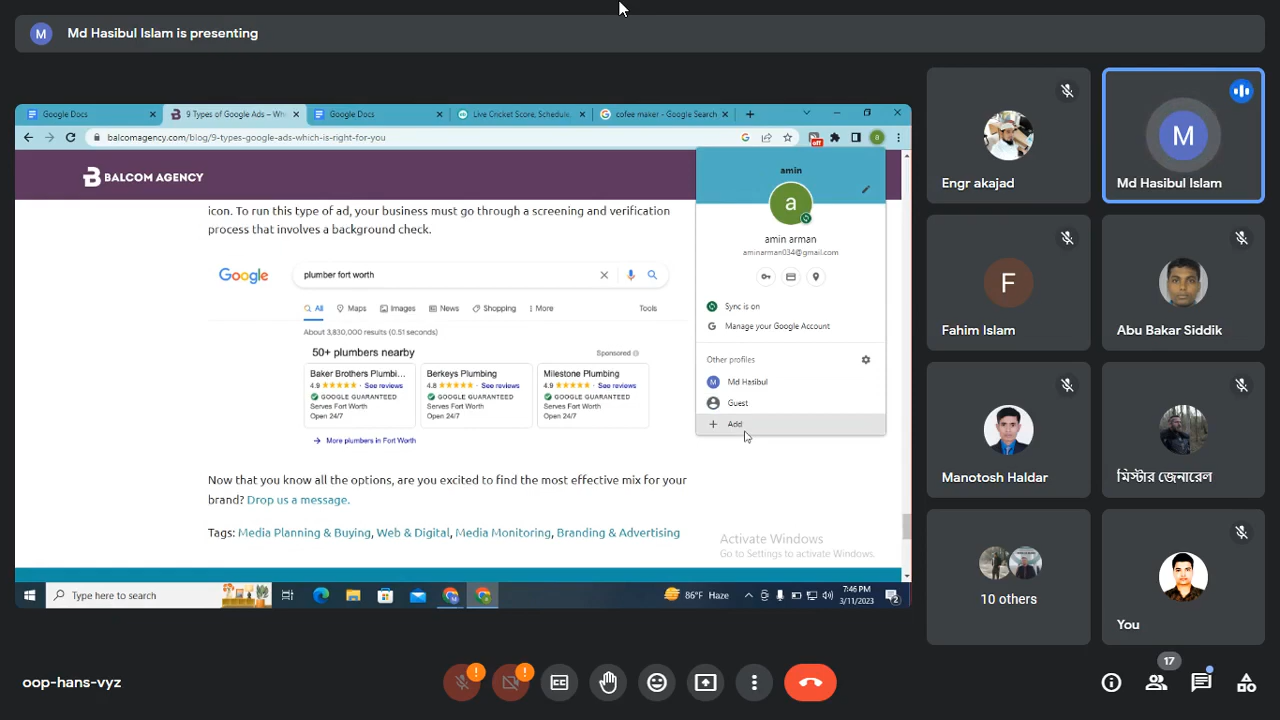 M Md Hasibul Islam is presenting
Google Docs
9 Types of Google Ads – Whi
Google Docs
Live Cricket Score, Schedule,
cofee maker - Google Search
balcomagency.com/blog/9-types-google-ads-which-is-right-for-you
off
a
BALCOM AGENCY
icon. To run this type of ad, your business must go through a screening and verification
process that involves a background check.
Google
plumber fort worth
All
Maps
Images
News
Shopping
More
Tools
About 3,830,000 results (0.51 seconds)
50+ plumbers nearby
Sponsored
Baker Brothers Plumbi...
4.9 See reviews
GOOGLE GUARANTEED
Serves Fort Worth
Open 24/7
Berkeys Plumbing
4.8 See reviews
GOOGLE GUARANTEED
Serves Fort Worth
Open 24/7
Milestone Plumbing
4.9 See reviews
GOOGLE GUARANTEED
Serves Fort Worth
Open 24/7
More plumbers in Fort Worth
Now that you know all the options, are you excited to find the most effective mix for your
brand? Drop us a message.
Tags: Media Planning & Buying, Web & Digital, Media Monitoring, Branding & Advertising
amin
a
amin arman
aminarman034@gmail.com
Sync is on
G Manage your Google Account
Other profiles
M Md Hasibul
Guest
+ Add
Activate Windows
Go to Settings to activate Windows.
Type here to search
86°F Haze
7:46 PM
3/11/2023
2
Engr akajad
M
Md Hasibul Islam
F
Fahim Islam
Abu Bakar Siddik
Manotosh Haldar
মিস্টার জেনারেল
10 others
You
oop-hans-vyz
17